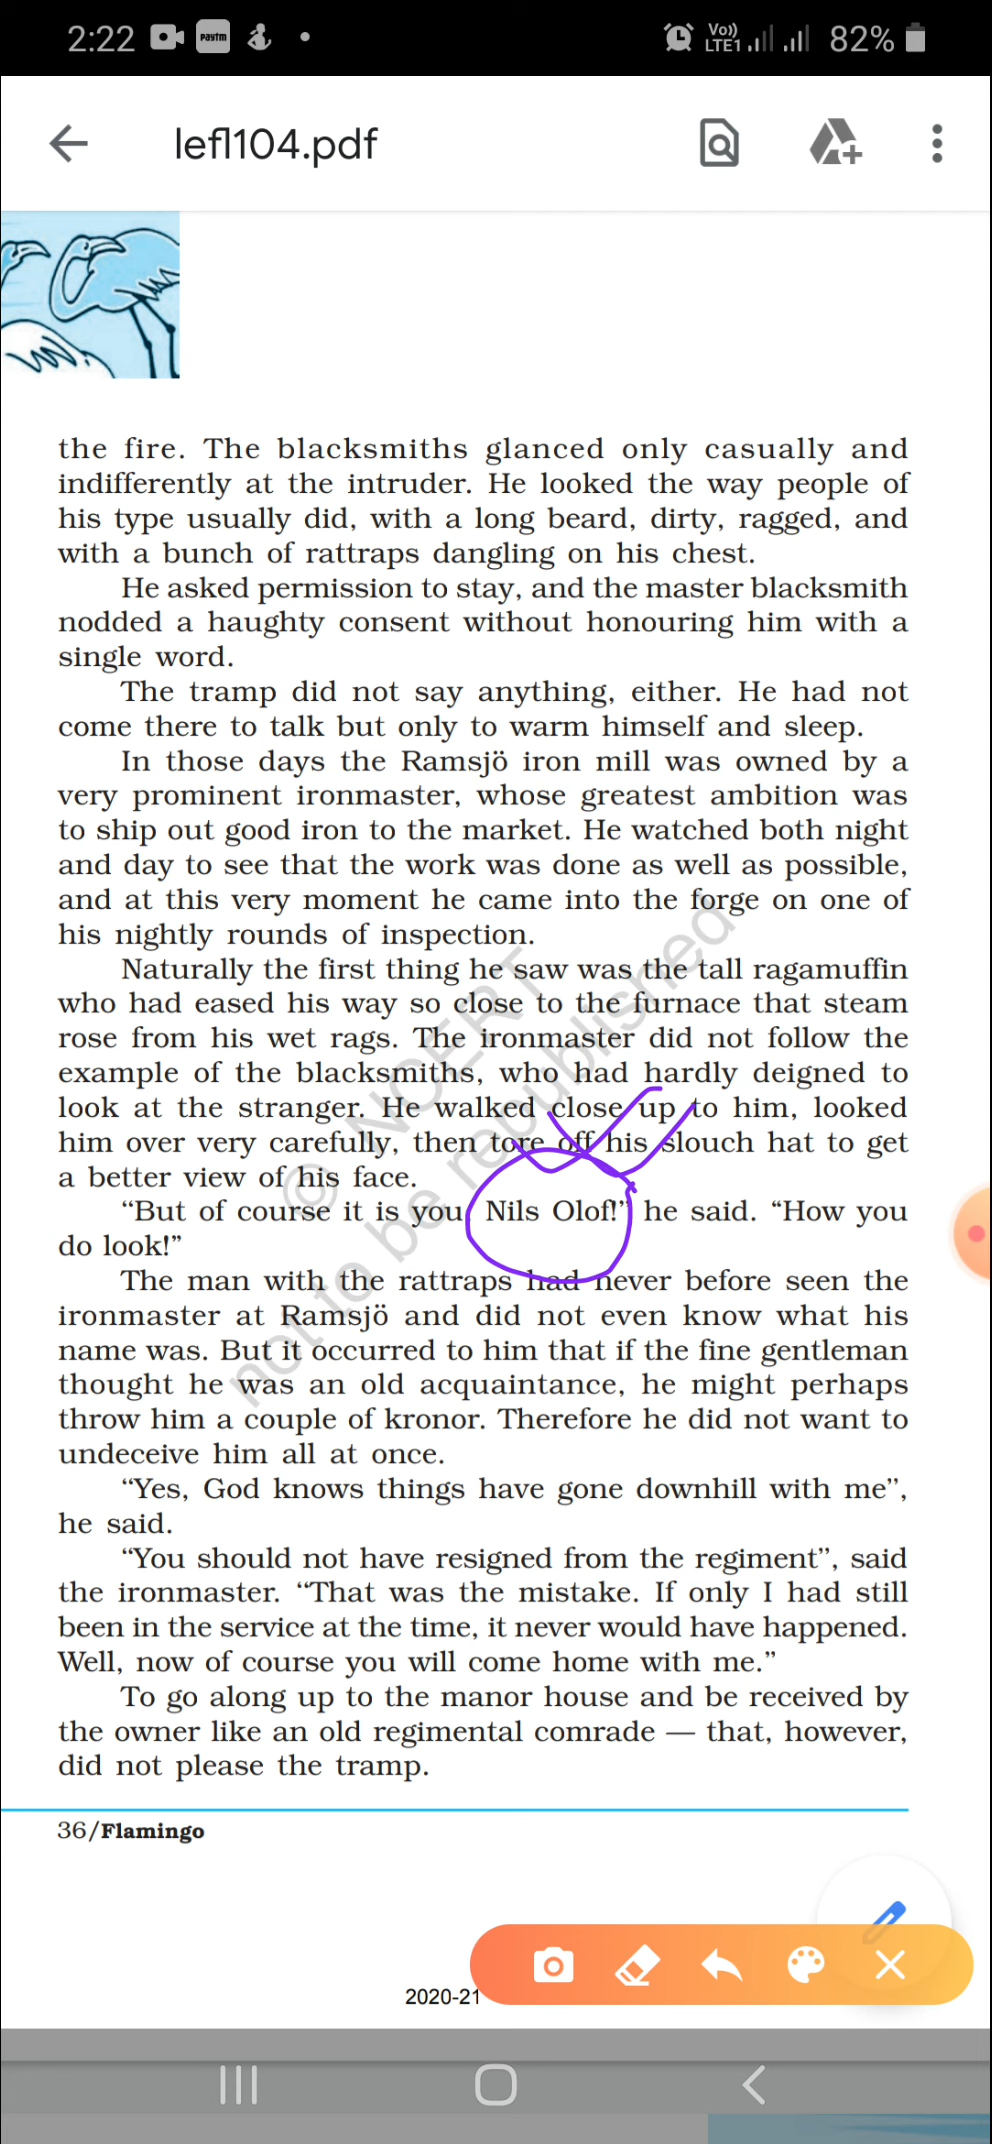 2:22 Paytm Vo)) LTE1 82%
lefl104.pdf
the fire. The blacksmiths glanced only casually and
indifferently at the intruder. He looked the way people of
his type usually did, with a long beard, dirty, ragged, and
with a bunch of rattraps dangling on his chest.
He asked permission to stay, and the master blacksmith
nodded a haughty consent without honouring him with a
single word.
The tramp did not say anything, either. He had not
come there to talk but only to warm himself and sleep.
In those days the Ramsjö iron mill was owned by a
very prominent ironmaster, whose greatest ambition was
to ship out good iron to the market. He watched both night
and day to see that the work was done as well as possible,
and at this very moment he came into the forge on one of
his nightly rounds of inspection.
Naturally the first thing he saw was the tall ragamuffin
who had eased his way so close to the furnace that steam
rose from his wet rags. The ironmaster did not follow the
example of the blacksmiths, who had hardly deigned to
look at the stranger. He walked close up to him, looked
him over very carefully, then tore off his slouch hat to get
a better view of his face.
“But of course it is you, Nils Olof!” he said. “How you
do look!”
The man with the rattraps had never before seen the
ironmaster at Ramsjö and did not even know what his
name was. But it occurred to him that if the fine gentleman
thought he was an old acquaintance, he might perhaps
throw him a couple of kronor. Therefore he did not want to
undeceive him all at once.
“Yes, God knows things have gone downhill with me”,
he said.
“You should not have resigned from the regiment”, said
the ironmaster. “That was the mistake. If only I had still
been in the service at the time, it never would have happened.
Well, now of course you will come home with me.”
To go along up to the manor house and be received by
the owner like an old regimental comrade — that, however,
did not please the tramp.
36/Flamingo
2020-21
© NCERT
not to be republished